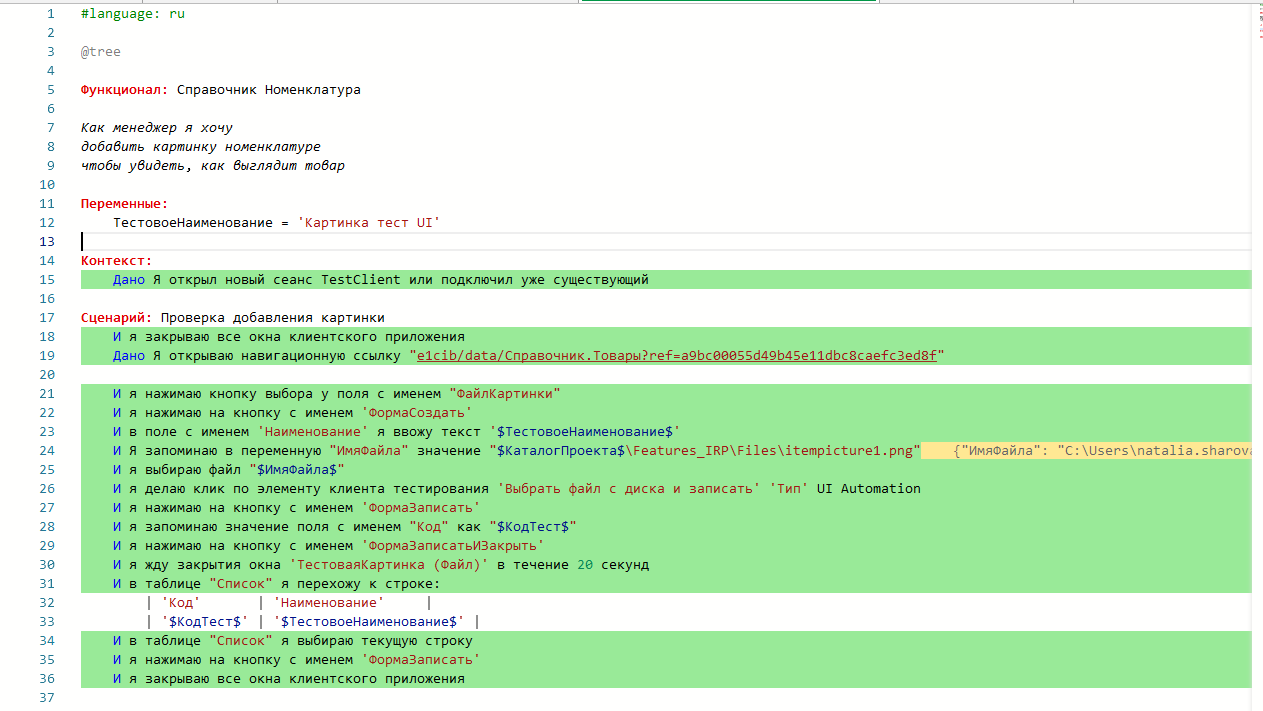 1 #language: ru
2
3 @tree
4
5 Функционал: Справочник Номенклатура
6
7 Как менеджер я хочу
8 добавить картинку номенклатуре
9 чтобы увидеть, как выглядит товар
10
11 Переменные:
12 ТестовоеНаименование = 'Картинка тест UI'
13
14 Контекст:
15 Дано Я открыл новый сеанс TestClient или подключил уже существующий
16
17 Сценарий: Проверка добавления картинки
18 И я закрываю все окна клиентского приложения
19 Дано Я открываю навигационную ссылку "e1cib/data/Справочник.Товары?ref=a9bc00055d49b45e11dbc8caefc3ed8f"
20
21 И я нажимаю кнопку выбора у поля с именем "ФайлКартинки"
22 И я нажимаю на кнопку с именем 'ФормаСоздать'
23 И в поле с именем 'Наименование' я ввожу текст '$ТестовоеНаименование$'
24 И Я запоминаю в переменную "ИмяФайла" значение "$КаталогПроекта$\Features_IRP\Files\itempicture1.png" {"ИмяФайла": "C:\Users\natalia.sharova
25 И я выбираю файл "$ИмяФайла$"
26 И я делаю клик по элементу клиента тестирования 'Выбрать файл с диска и записать' 'Тип' UI Automation
27 И я нажимаю на кнопку с именем 'ФормаЗаписать'
28 И я запоминаю значение поля с именем "Код" как "$КодТест$"
29 И я нажимаю на кнопку с именем 'ФормаЗаписатьИЗакрыть'
30 И я жду закрытия окна 'ТестоваяКартинка (Файл)' в течение 20 секунд
31 И в таблице "Список" я перехожу к строке:
32 | 'Код' | 'Наименование' |
33 | '$КодТест$' | '$ТестовоеНаименование$' |
34 И в таблице "Список" я выбираю текущую строку
35 И я нажимаю на кнопку с именем 'ФормаЗаписать'
36 И я закрываю все окна клиентского приложения
37